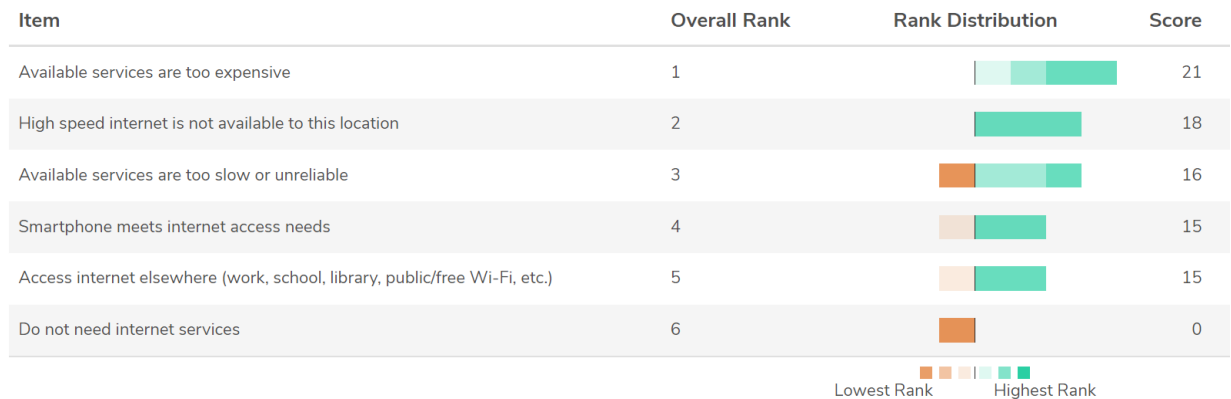 Item Overall Rank Rank Distribution Score
Available services are too expensive 1 21
High speed internet is not available to this location 2 18
Available services are too slow or unreliable 3 16
Smartphone meets internet access needs 4 15
Access internet elsewhere (work, school, library, public/free Wi-Fi, etc.) 5 15
Do not need internet services 6 0
Lowest Rank Highest Rank